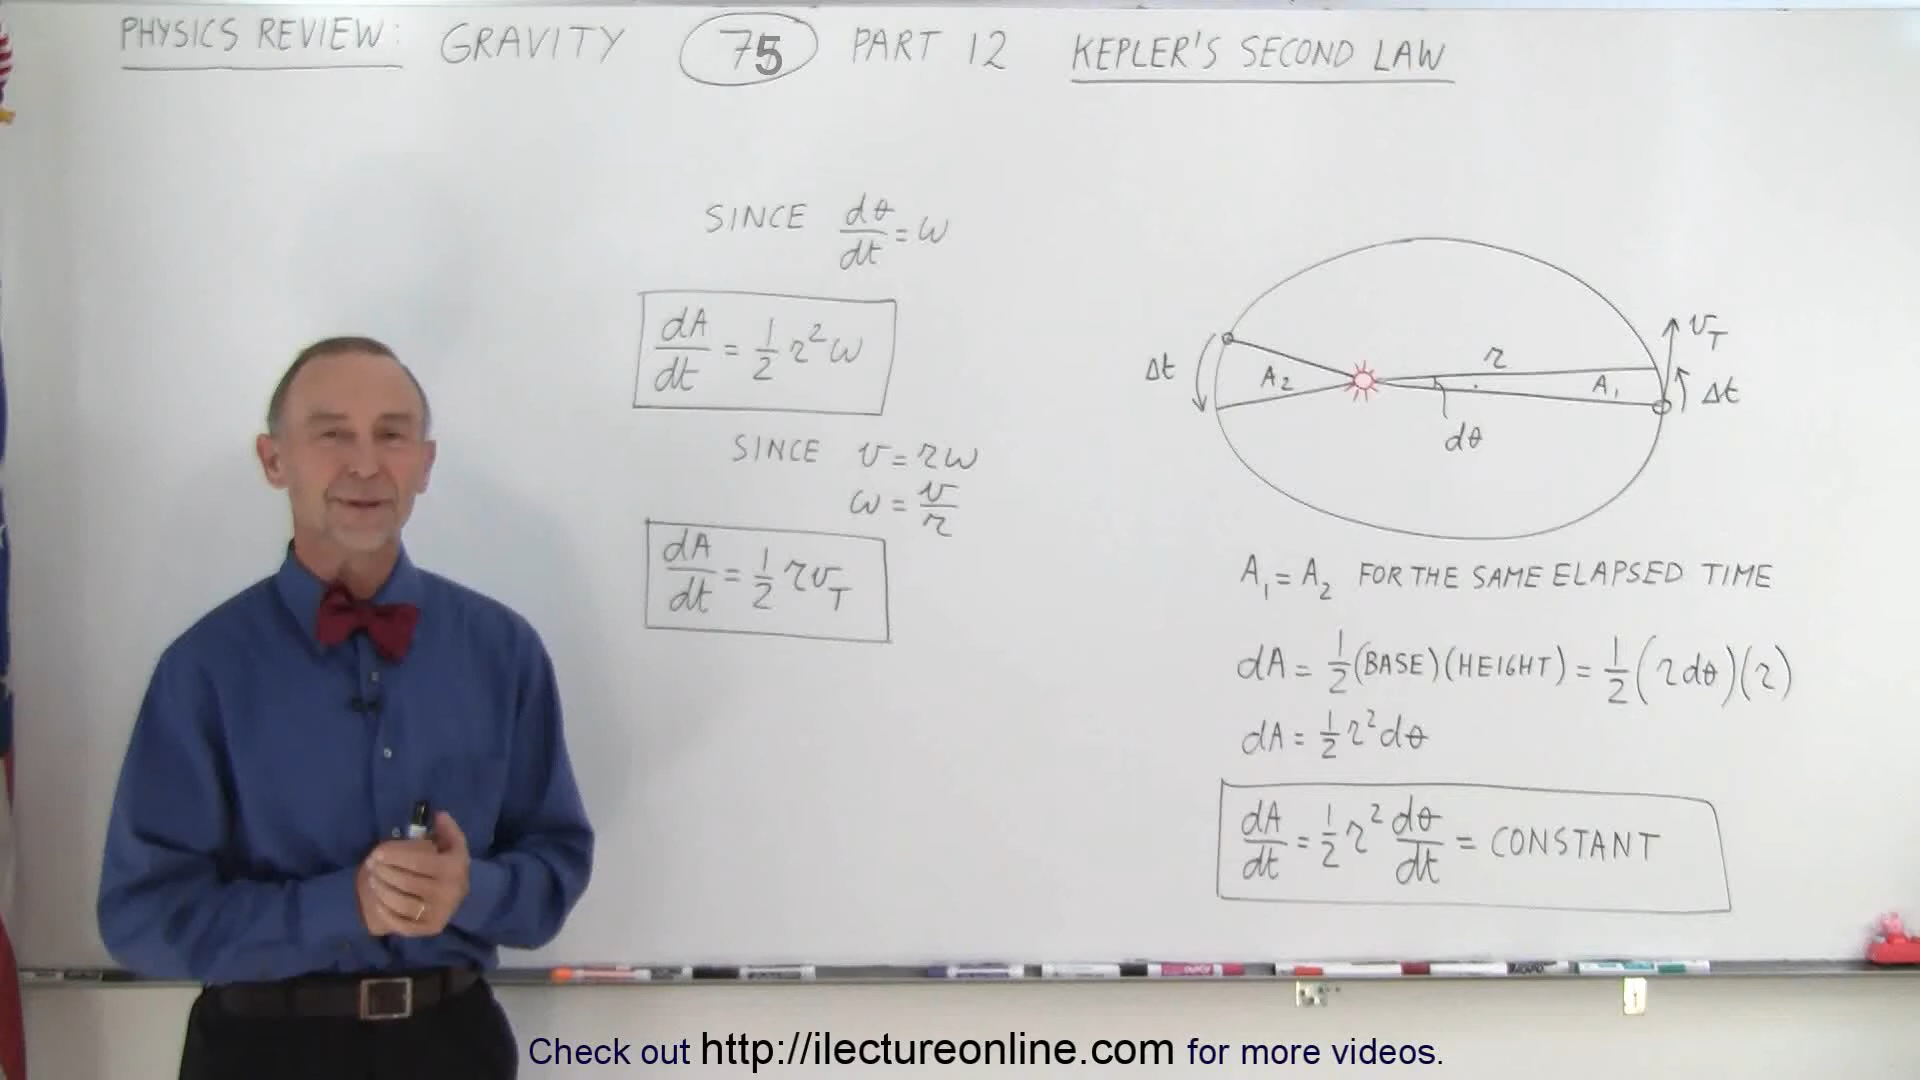 PHYSICS REVIEW: GRAVITY 75 PART 12 KEPLER'S SECOND LAW
SINCE dθ/dt = ω
dA/dt = 1/2 r² ω
SINCE v = rω
ω = v/r
dA/dt = 1/2 r v_T
v_T
r
Δt
A₂
A₁
Δt
dθ
A₁ = A₂ FOR THE SAME ELAPSED TIME
dA = 1/2 (BASE)(HEIGHT) = 1/2 (r dθ)(r)
dA = 1/2 r² dθ
dA/dt = 1/2 r² dθ/dt = CONSTANT
Check out http://ilectureonline.com for more videos.